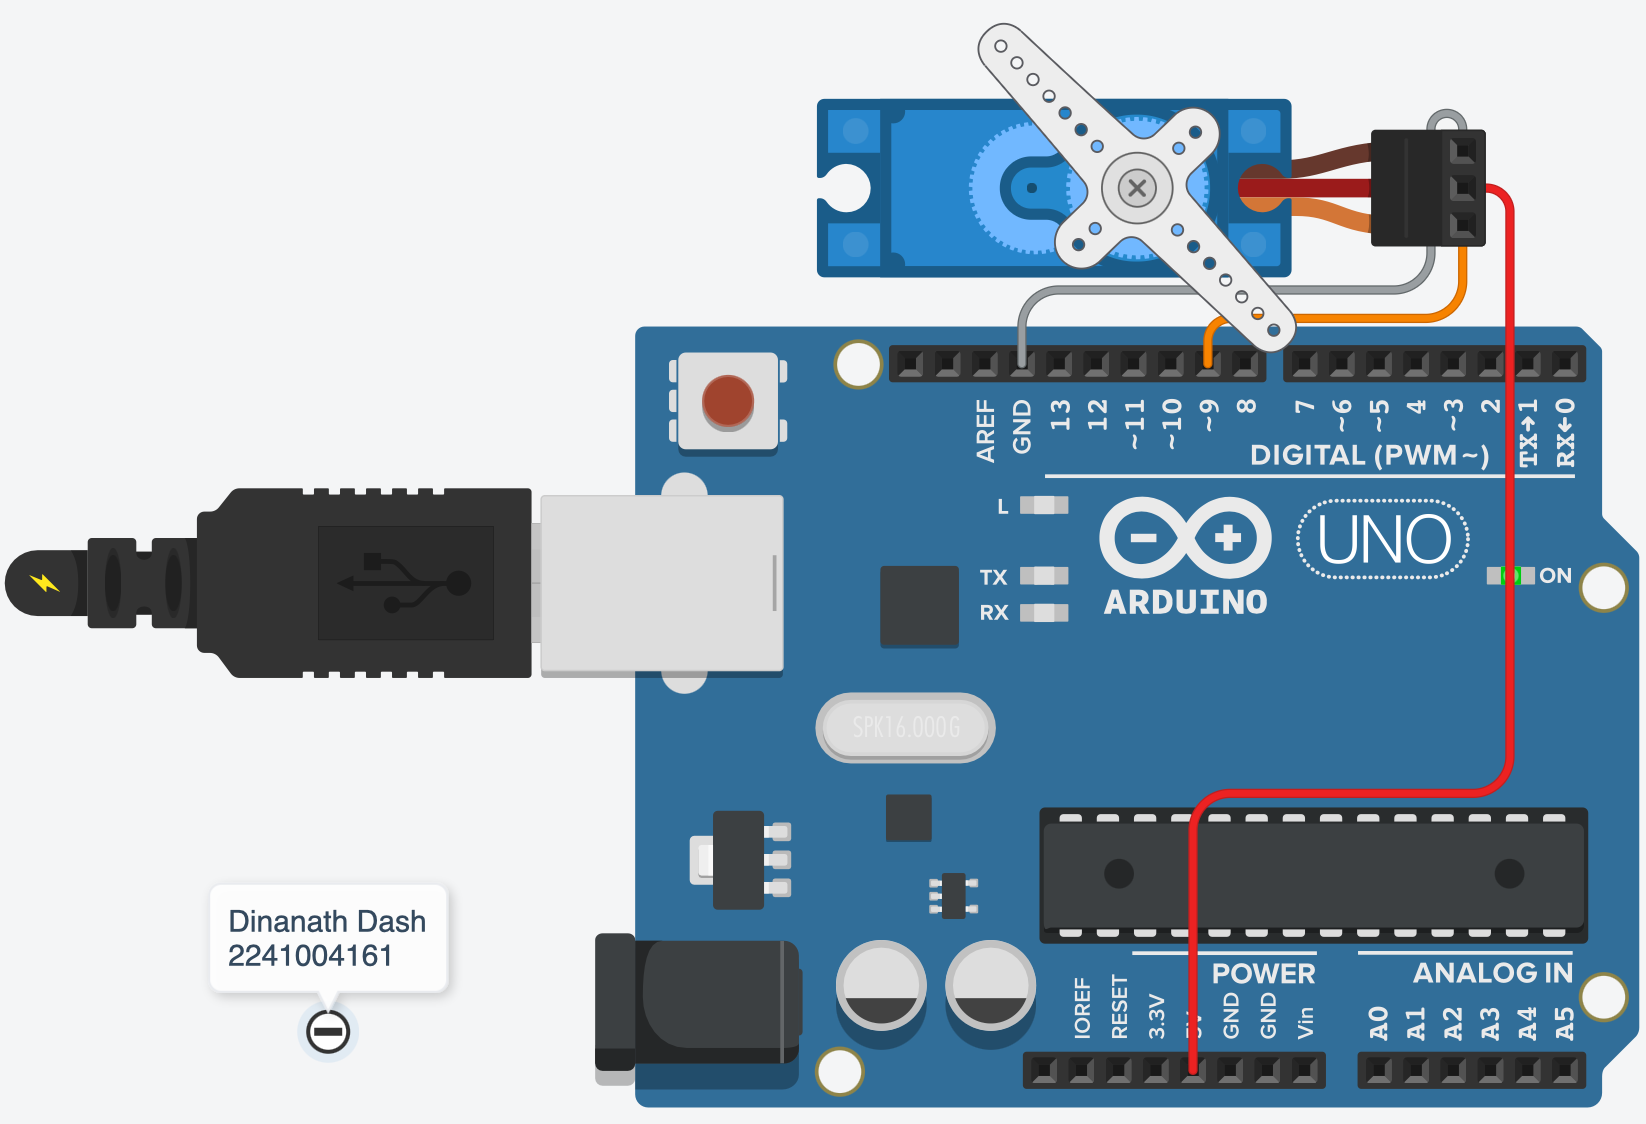 AREF
GND
13
12
~11
~10
~9
8
7
~6
~5
4
~3
2
TX→1
RX←0
DIGITAL (PWM ~)
L
TX
RX
ARDUINO
UNO
ON
SPK16.000G
Dinanath Dash
2241004161
POWER
ANALOG IN
IOREF
RESET
3.3V
5V
GND
GND
Vin
A0
A1
A2
A3
A4
A5